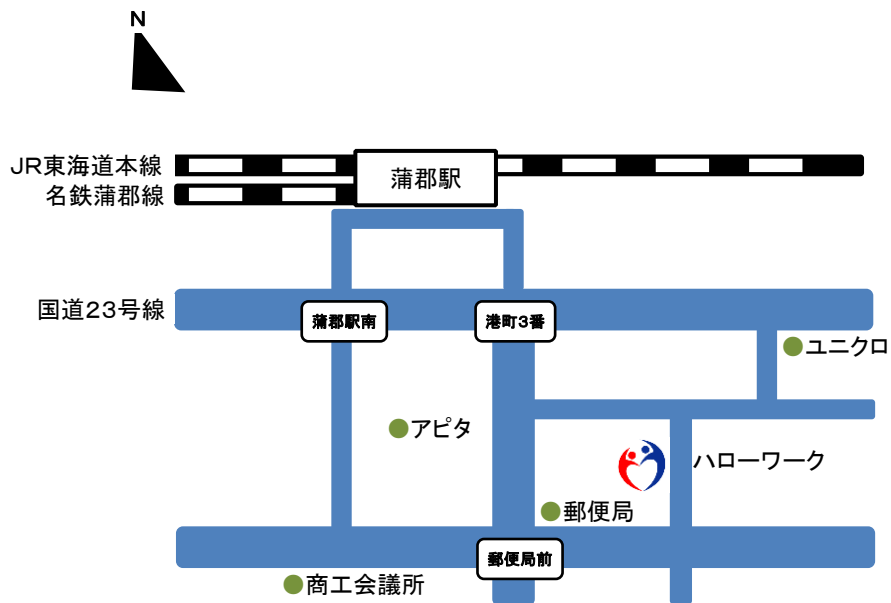 N
JR東海道本線
蒲郡駅
名鉄蒲郡線
国道23号線
蒲郡駅南
港町3番
ユニクロ
アピタ
ハローワーク
郵便局
郵便局前
商工会議所